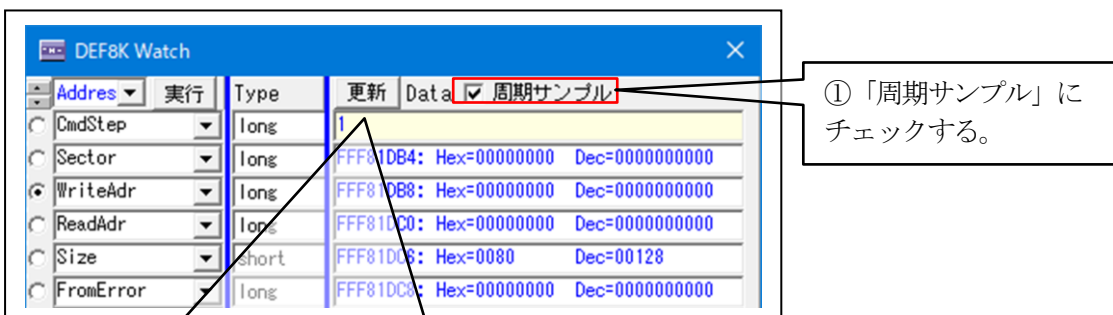 DEF8K Watch
Addres 実行 Type 更新 Data 周期サンプル
CmdStep long 1
Sector long FFF81DB4: Hex=00000000 Dec=0000000000
WriteAdr long FFF81DB8: Hex=00000000 Dec=0000000000
ReadAdr long FFF81DC0: Hex=00000000 Dec=0000000000
Size short FFF81DC6: Hex=0080 Dec=00128
FromError long FFF81DC8: Hex=00000000 Dec=0000000000
①「周期サンプル」に
チェックする。